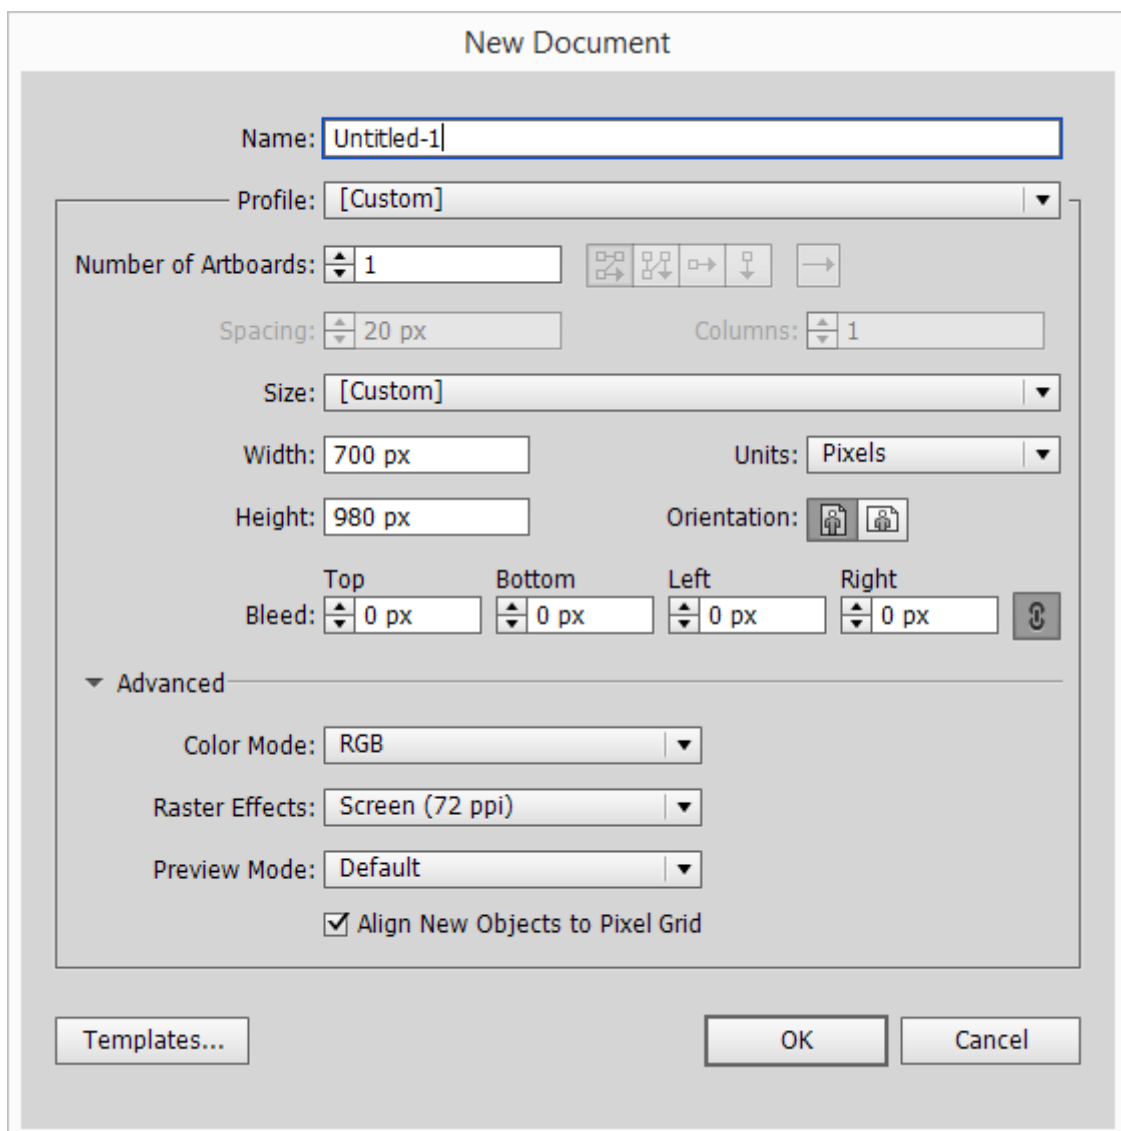 New Document
Name: Untitled-1
Profile: [Custom]
Number of Artboards: 1
Spacing: 20 px Columns: 1
Size: [Custom]
Width: 700 px Units: Pixels
Height: 980 px Orientation:
Top Bottom Left Right
Bleed: 0 px 0 px 0 px 0 px
Advanced
Color Mode: RGB
Raster Effects: Screen (72 ppi)
Preview Mode: Default
Align New Objects to Pixel Grid
Templates... OK Cancel